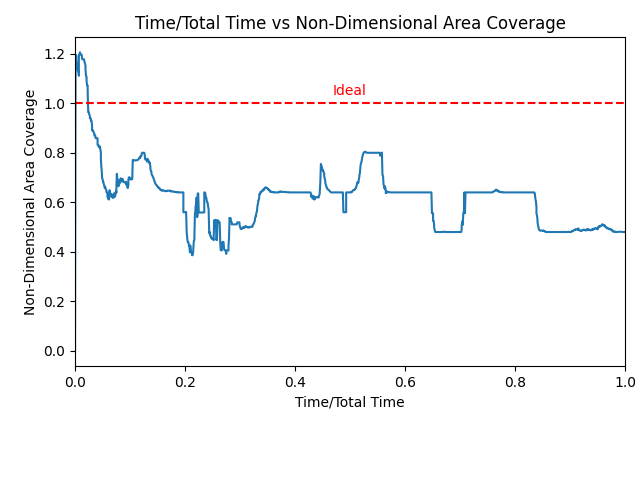 Time/Total Time vs Non-Dimensional Area Coverage
Non-Dimensional Area Coverage
1.2
1.0
0.8
0.6
0.4
0.2
0.0
Ideal
0.0 0.2 0.4 0.6 0.8 1.0
Time/Total Time